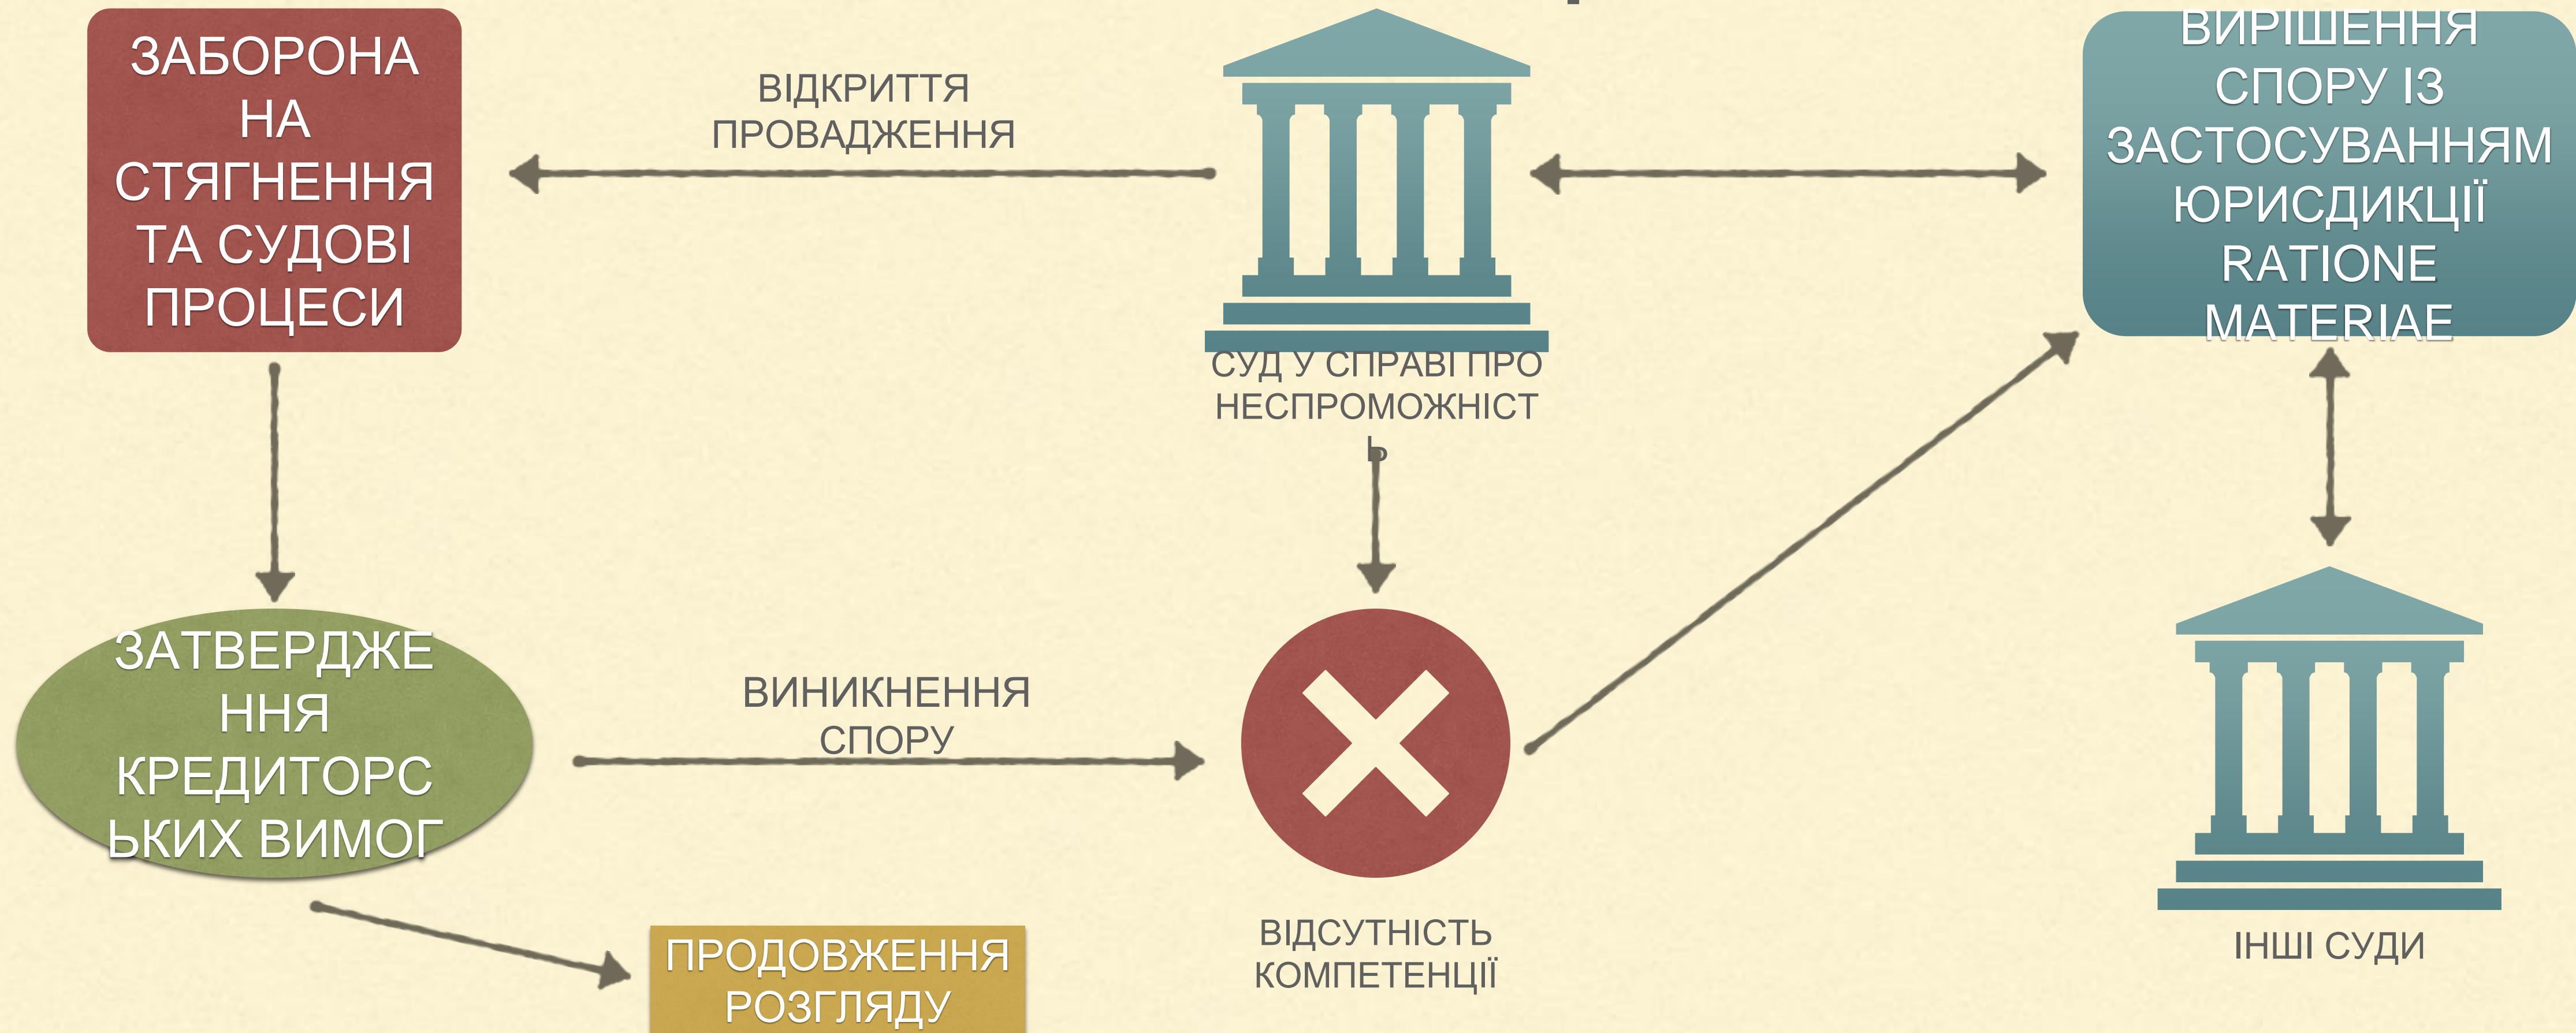 ЗАБОРОНА
НА
СТЯГНЕННЯ
ТА СУДОВІ
ПРОЦЕСИ
ВІДКРИТТЯ
ПРОВАДЖЕННЯ
СУД У СПРАВІ ПРО
НЕСПРОМОЖНІСТ
Ь
ВИРІШЕННЯ
СПОРУ ІЗ
ЗАСТОСУВАННЯМ
ЮРИСДИКЦІЇ
RATIONE
MATERIAE
ЗАТВЕРДЖЕ
ННЯ
КРЕДИТОРС
ЬКИХ ВИМОГ
ВИНИКНЕННЯ
СПОРУ
ВІДСУТНІСТЬ
КОМПЕТЕНЦІЇ
ІНШІ СУДИ
ПРОДОВЖЕННЯ
РОЗГЛЯДУ